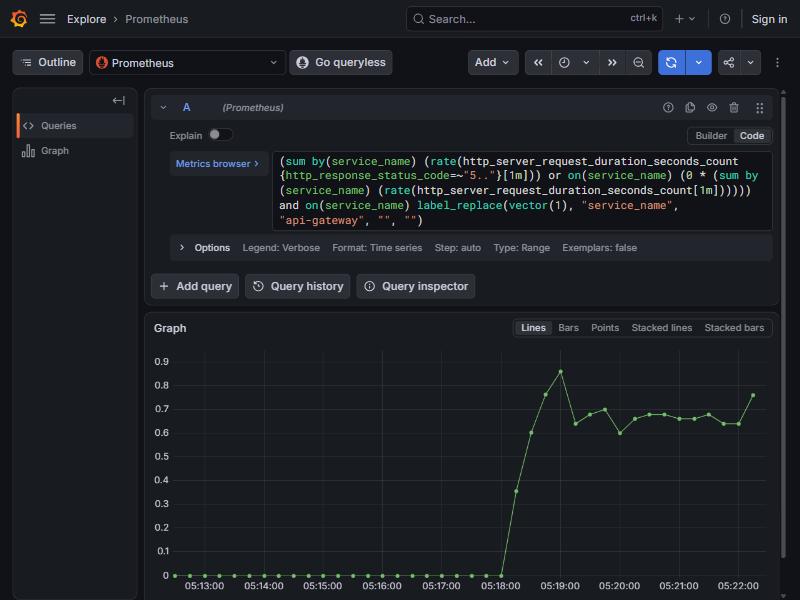 Explore › Prometheus
Search...
ctrl+k
Sign in
Outline
Prometheus
Go queryless
Add
Queries
Graph
A
(Prometheus)
Explain
Builder
Code
Metrics browser >
(sum by(service_name) (rate(http_server_request_duration_seconds_count
{http_response_status_code=~"5.."}[1m])) or on(service_name) (0 * (sum by
(service_name) (rate(http_server_request_duration_seconds_count[1m])))))
and on(service_name) label_replace(vector(1), "service_name",
"api-gateway", "", "")
Options
Legend: Verbose
Format: Time series
Step: auto
Type: Range
Exemplars: false
+ Add query
Query history
Query inspector
Graph
Lines
Bars
Points
Stacked lines
Stacked bars
0.9
0.8
0.7
0.6
0.5
0.4
0.3
0.2
0.1
0
05:13:00
05:14:00
05:15:00
05:16:00
05:17:00
05:18:00
05:19:00
05:20:00
05:21:00
05:22:00